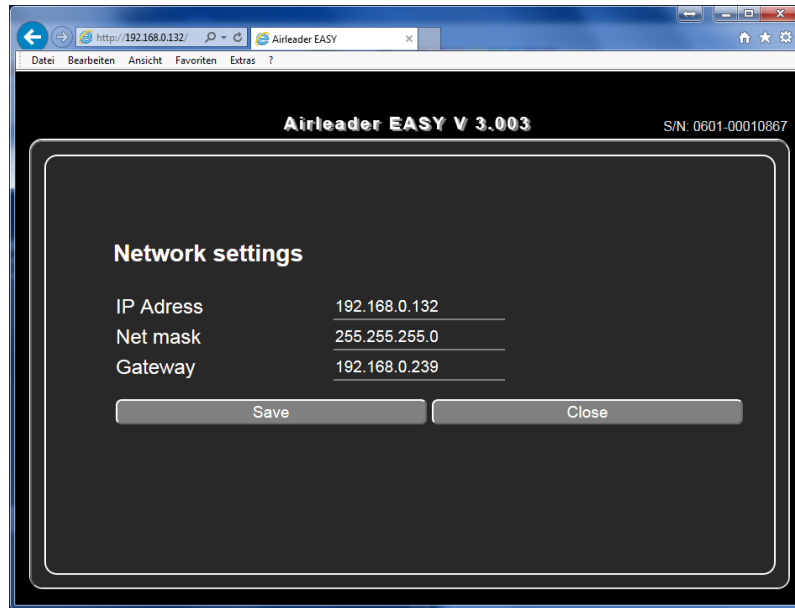 http://192.168.0.132/
Airleader EASY
Datei Bearbeiten Ansicht Favoriten Extras ?
Airleader EASY V 3.003
S/N: 0601-00010867
Network settings
IP Adress 192.168.0.132
Net mask 255.255.255.0
Gateway 192.168.0.239
Save Close